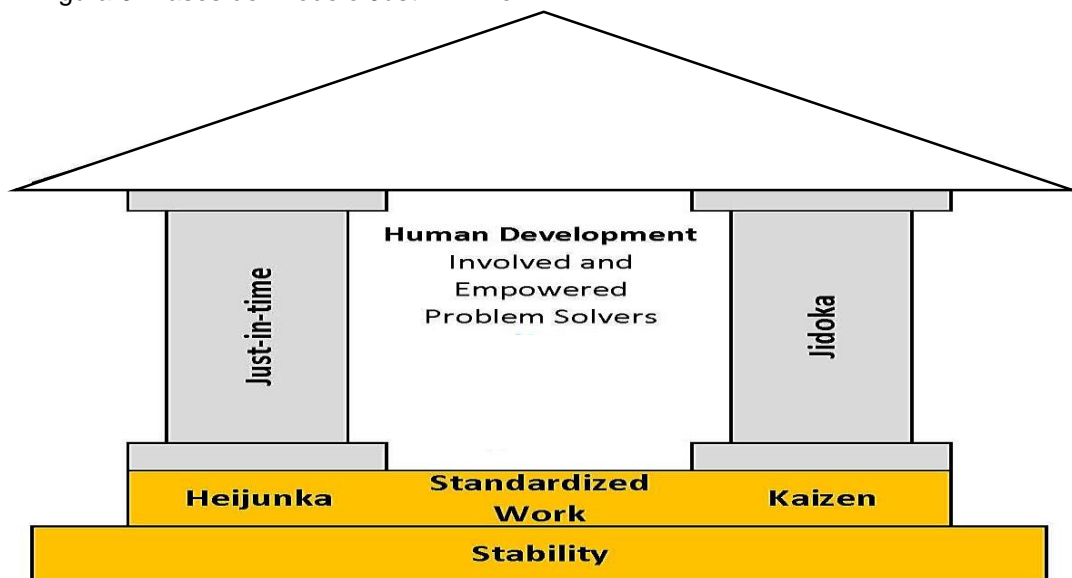 Human Development
Involved and
Empowered
Problem Solvers
Just-in-time
Jidoka
Heijunka
Standardized
Work
Kaizen
Stability